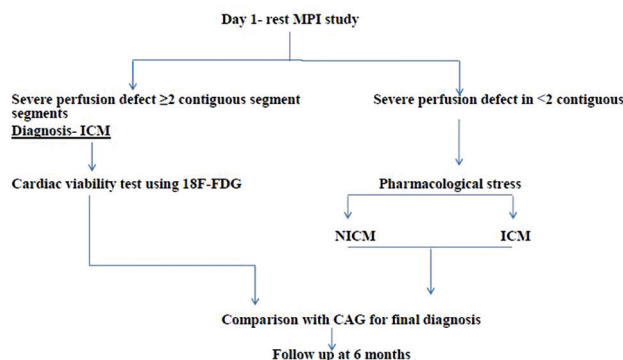 Day 1- rest MPI study
Severe perfusion defect ≥2 contiguous segment
segments
Diagnosis- ICM
Severe perfusion defect in <2 contiguous
Cardiac viability test using 18F-FDG
Pharmacological stress
NICM
ICM
Comparison with CAG for final diagnosis
Follow up at 6 months